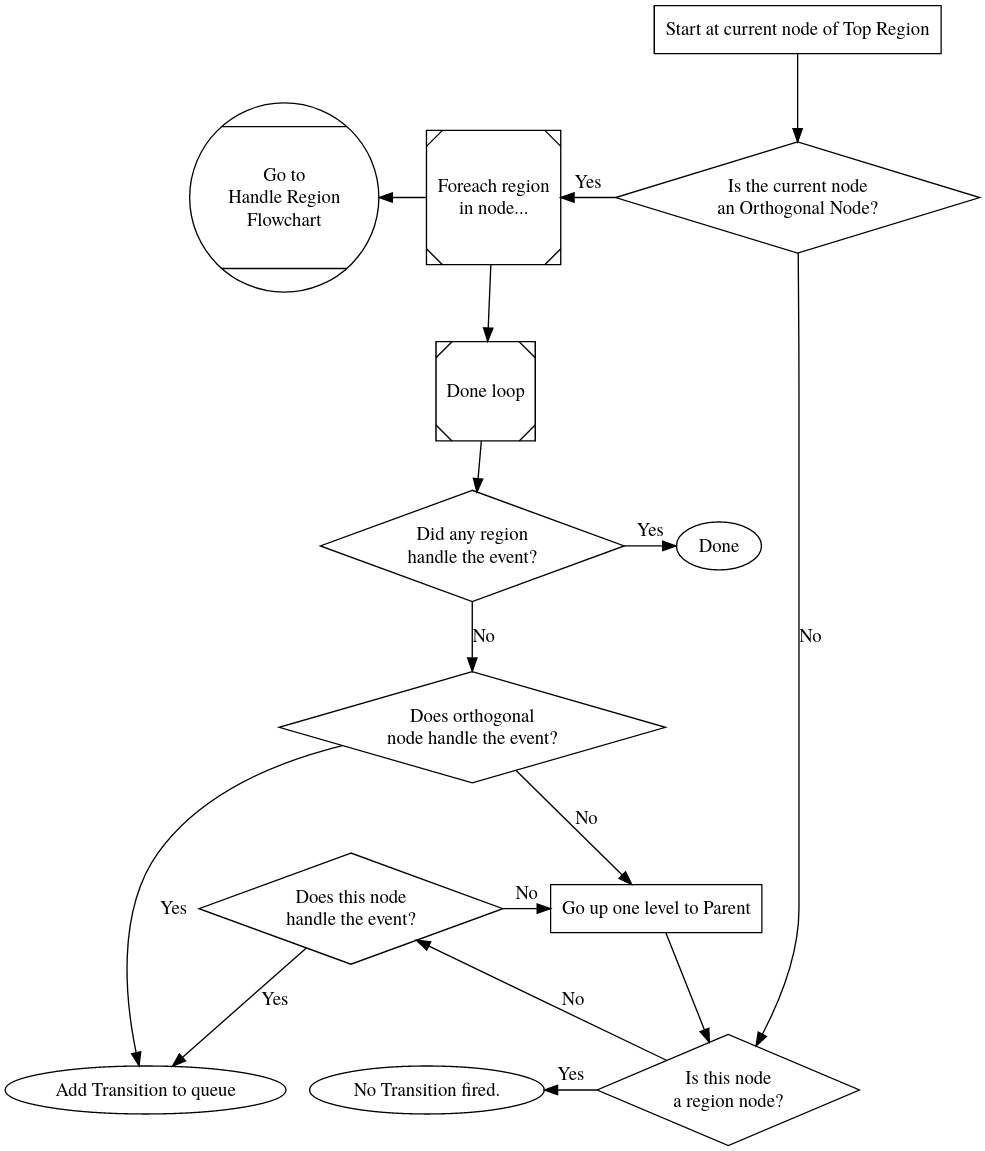 Start at current node of Top Region
Is the current node
an Orthogonal Node?
Yes
Foreach region
in node...
Go to
Handle Region
Flowchart
Done loop
Did any region
handle the event?
Yes
Done
No
No
Does orthogonal
node handle the event?
No
Yes
Does this node
handle the event?
No
Go up one level to Parent
Yes
No
Is this node
a region node?
Yes
No Transition fired.
Add Transition to queue